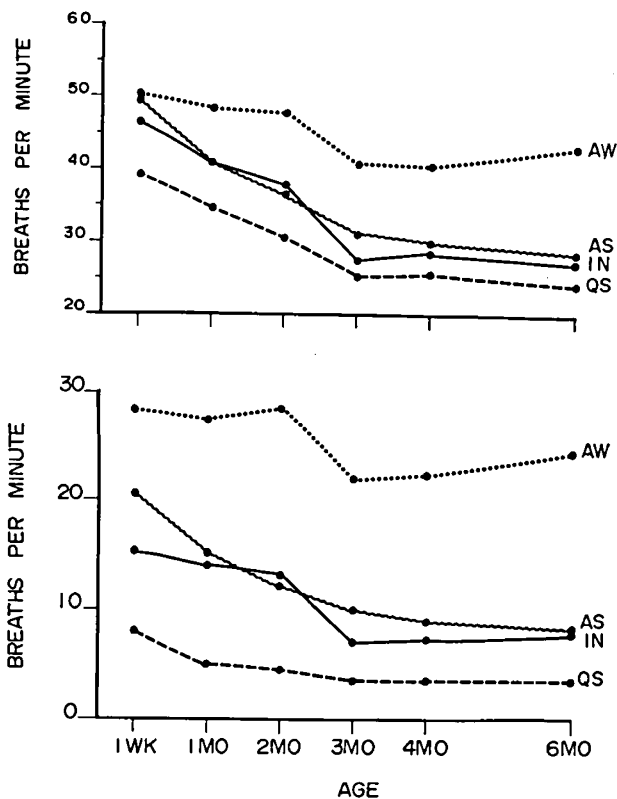 60
50
40
30
20
BREATHS PER MINUTE
AW
AS
IN
QS
30
20
10
0
BREATHS PER MINUTE
AW
AS
IN
QS
1WK 1MO 2MO 3MO 4MO 6MO
AGE